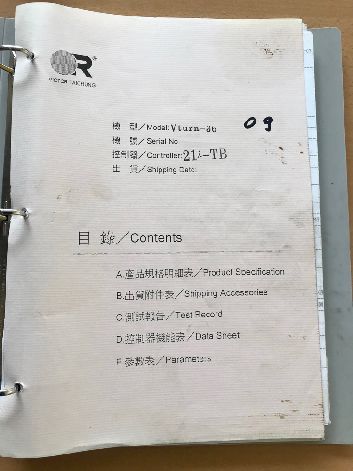 R
VICTOR TAICHUNG
機 型/Model: Vturn-26
09
機 號/Serial No
控制器/Controller: 21i-TB
出 貨/Shipping Date:
目 錄/Contents
A.產品規格明細表/Product Specification
B.出貨附件表/Shipping Accessories
C.測試報告/Test Record
D.控制器機能表/Data Sheet
E.參數表/Parameters